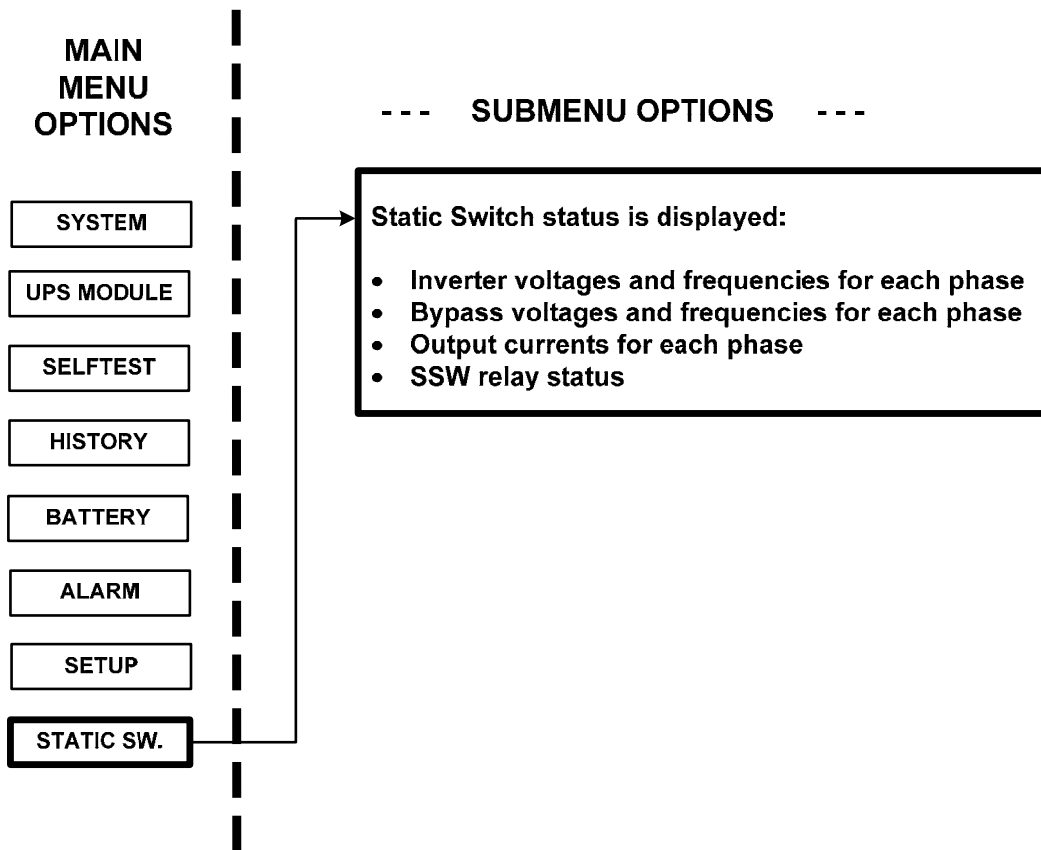 MAIN
MENU
OPTIONS
- - - SUBMENU OPTIONS - - -
SYSTEM
UPS MODULE
SELFTEST
HISTORY
BATTERY
ALARM
SETUP
STATIC SW.
Static Switch status is displayed:
• Inverter voltages and frequencies for each phase
• Bypass voltages and frequencies for each phase
• Output currents for each phase
• SSW relay status